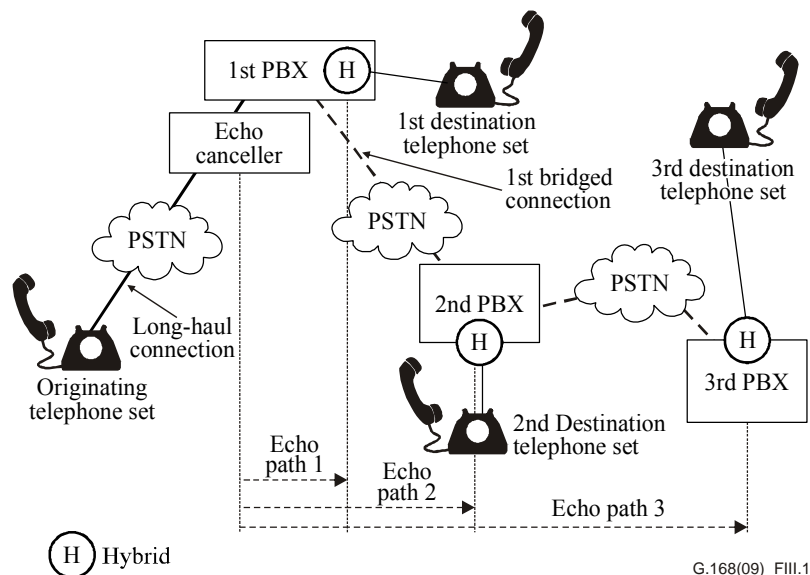 1st PBX
H
Echo
canceller
1st destination
telephone set
1st bridged
connection
3rd destination
telephone set
PSTN
PSTN
PSTN
2nd PBX
H
H
3rd PBX
Long-haul
connection
Originating
telephone set
2nd Destination
telephone set
Echo
path 1
Echo
path 2
Echo path 3
H Hybrid
G.168(09)_FIII.1